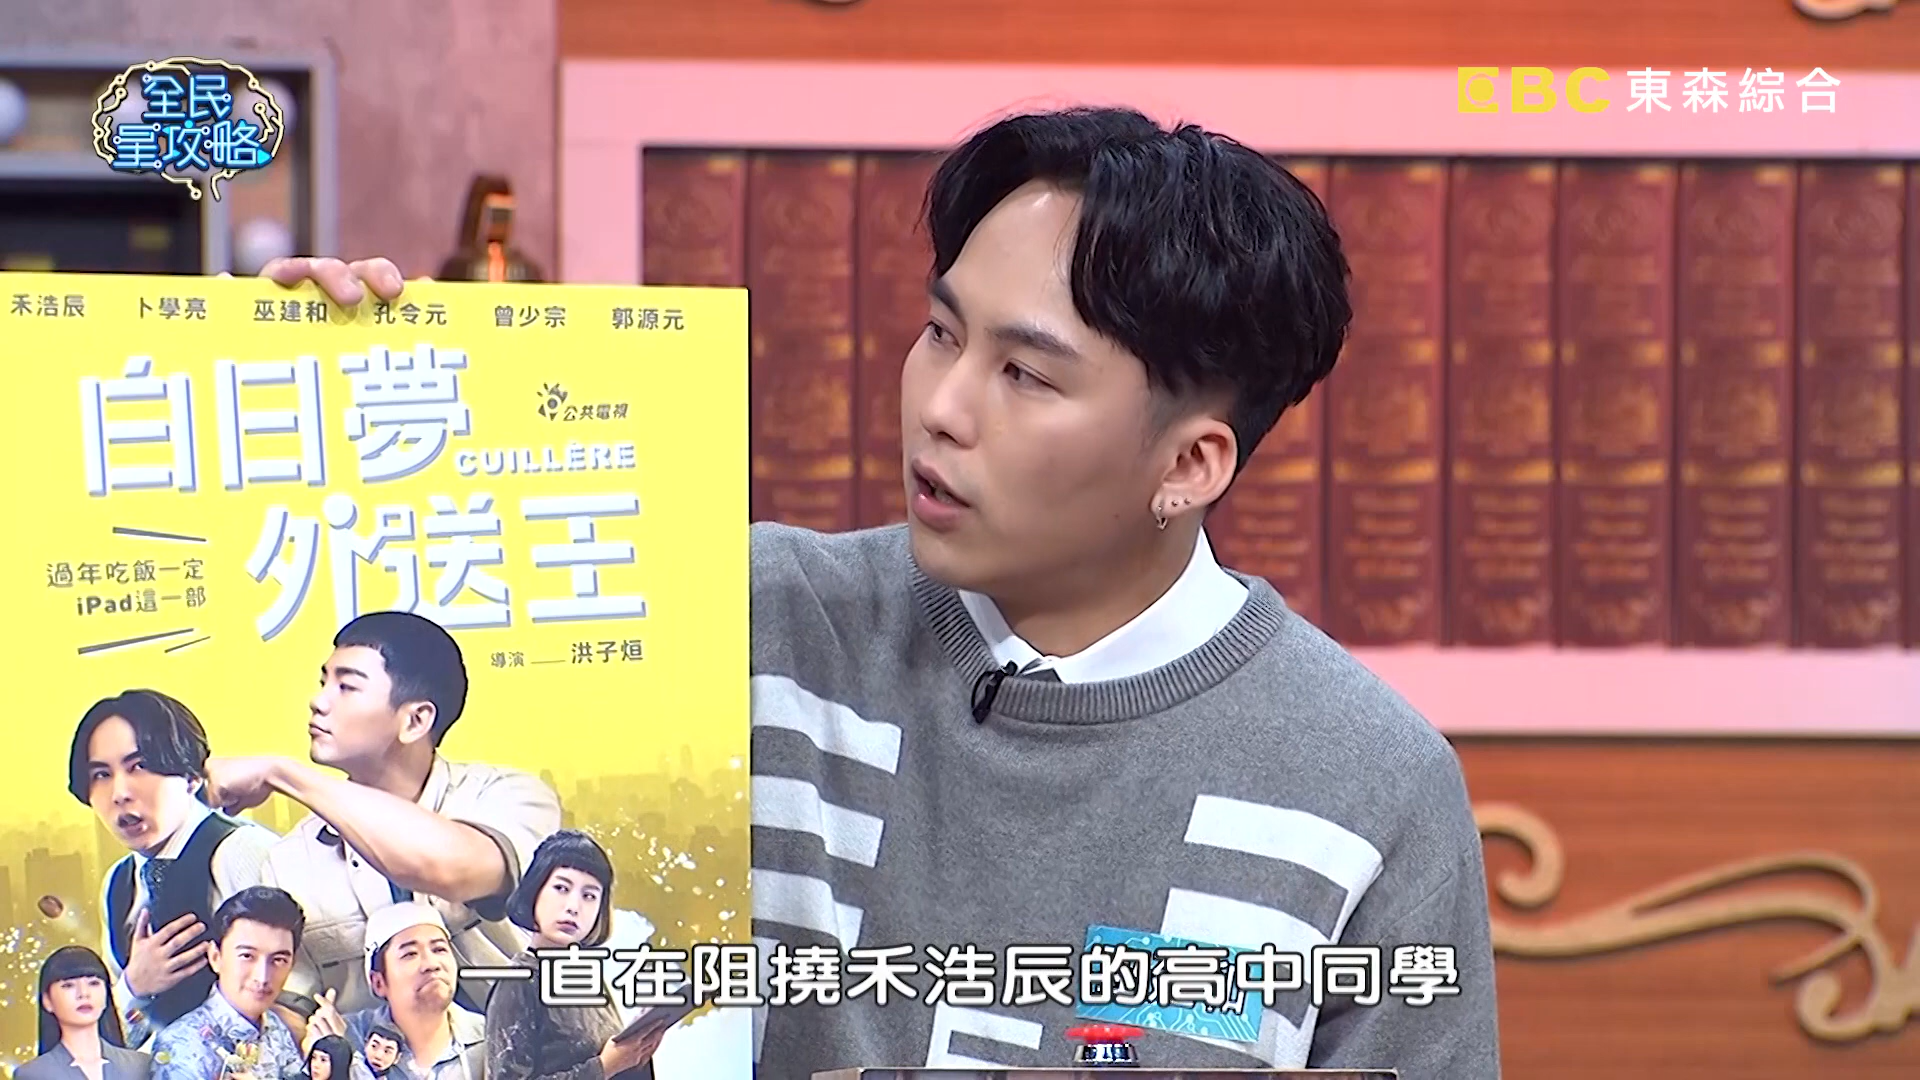 全民
星攻略
EBC 東森綜合
禾浩辰 卜學亮 巫建和 孔令元 曾少宗 郭源元
白日夢
公共電視
CUILLÈRE
外送王
過年吃飯一定
iPad這一部
導演 洪子烜
一直在阻撓禾浩辰的高中同學